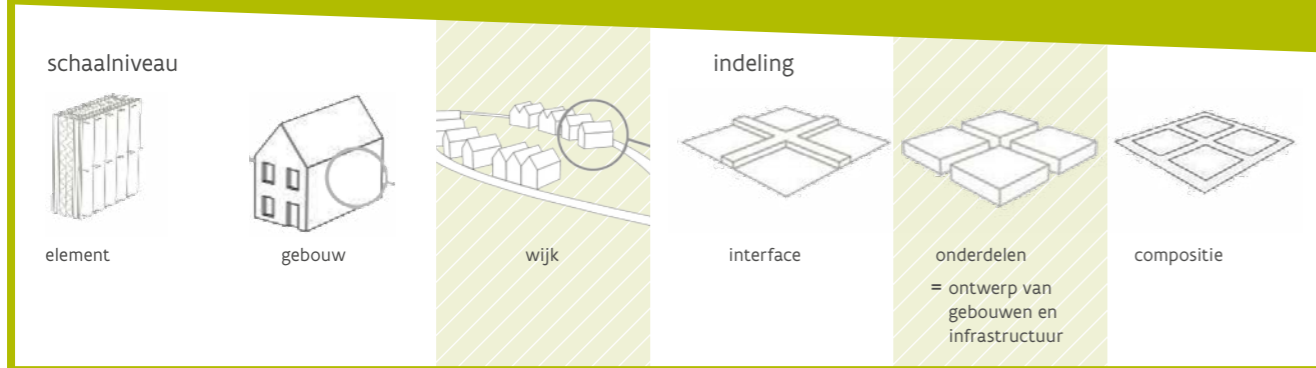 schaalniveau
indeling
element
gebouw
wijk
interface
onderdelen
= ontwerp van
gebouwen en
infrastructuur
compositie